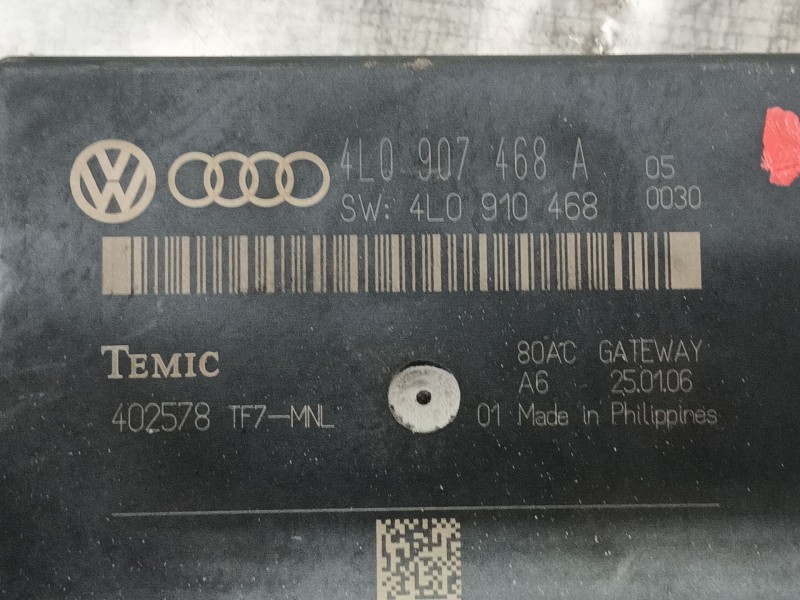 4L0 907 468 A 05
SW: 4L0 910 468 0030
TEMIC 80AC GATEWAY
A6 25.01.06
402578 TF7-MNL 01 Made in Philippines